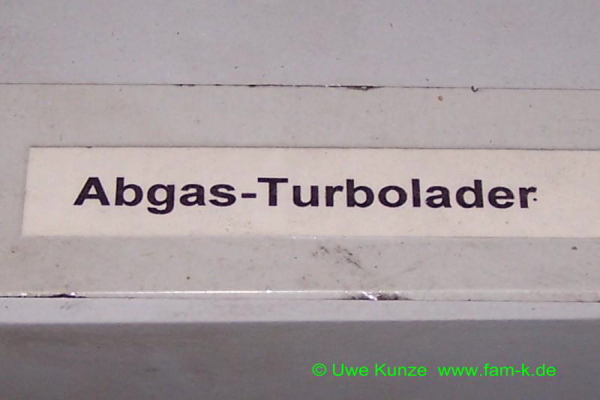 Abgas-Turbolader
© Uwe Kunze www.fam-k.de